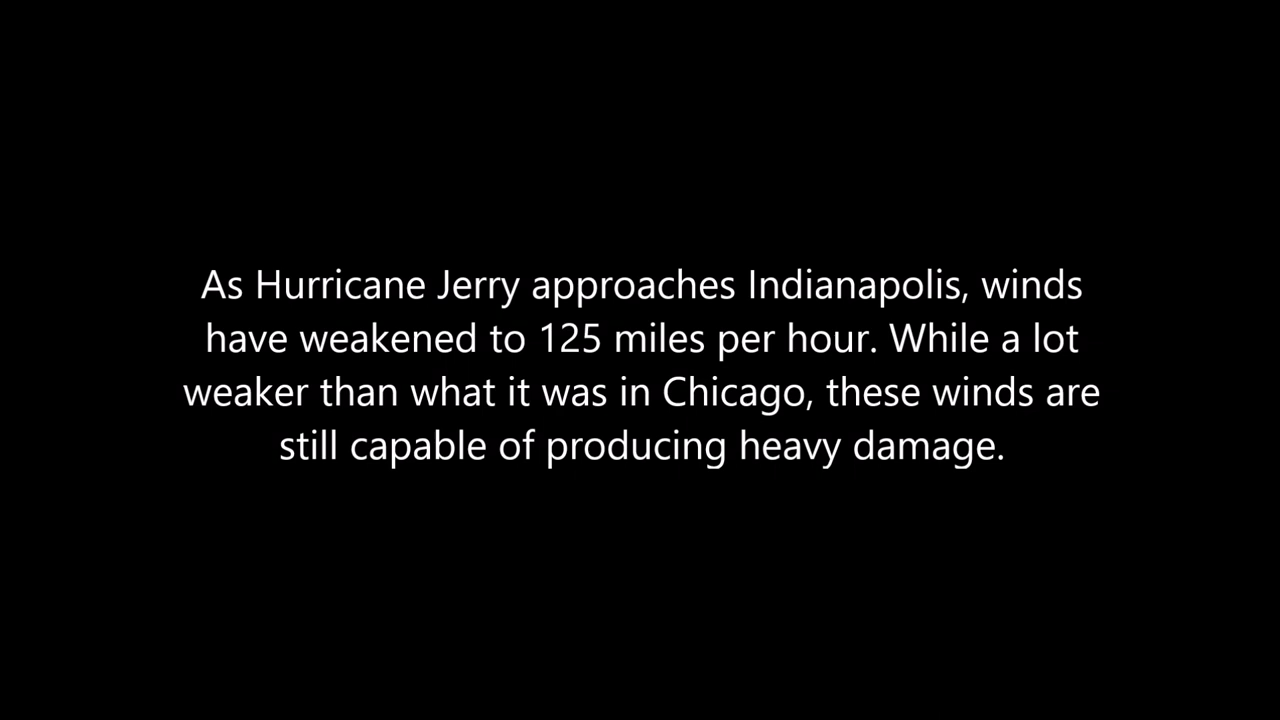 As Hurricane Jerry approaches Indianapolis, winds
have weakened to 125 miles per hour. While a lot
weaker than what it was in Chicago, these winds are
still capable of producing heavy damage.